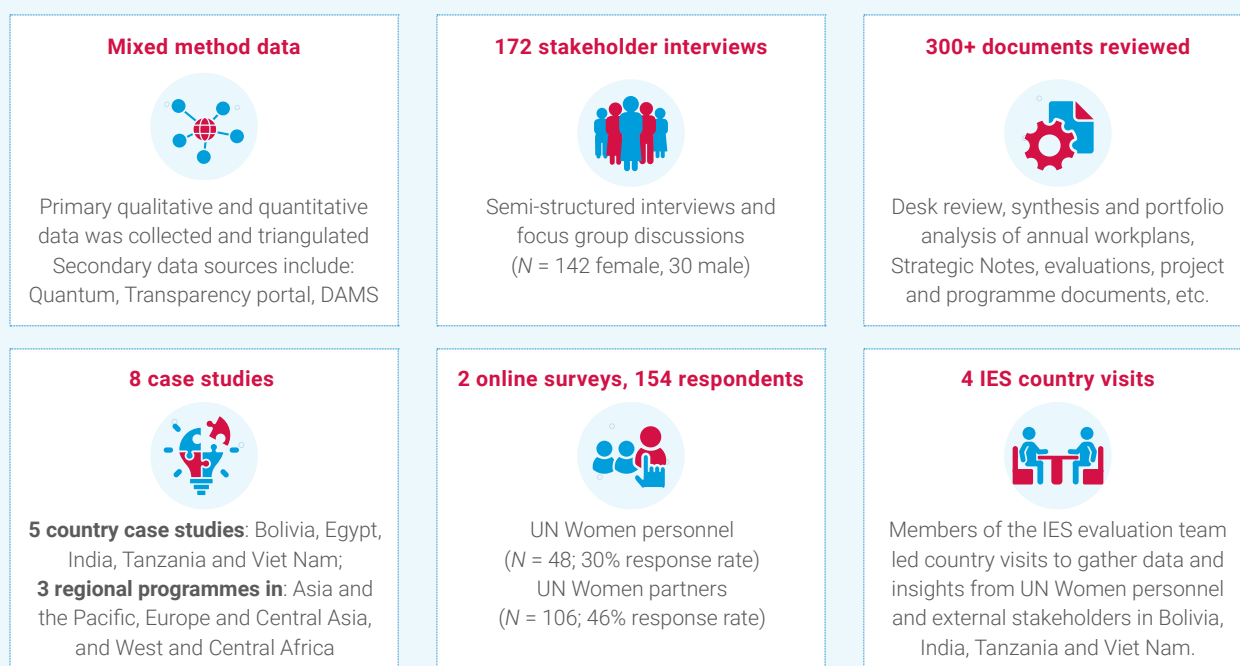 Mixed method data
Primary qualitative and quantitative
data was collected and triangulated
Secondary data sources include:
Quantum, Transparency portal, DAMS
172 stakeholder interviews
Semi-structured interviews and
focus group discussions
(N = 142 female, 30 male)
300+ documents reviewed
Desk review, synthesis and portfolio
analysis of annual workplans,
Strategic Notes, evaluations, project
and programme documents, etc.
8 case studies
5 country case studies: Bolivia, Egypt,
India, Tanzania and Viet Nam;
3 regional programmes in: Asia and
the Pacific, Europe and Central Asia,
and West and Central Africa
2 online surveys, 154 respondents
UN Women personnel
(N = 48; 30% response rate)
UN Women partners
(N = 106; 46% response rate)
4 IES country visits
Members of the IES evaluation team
led country visits to gather data and
insights from UN Women personnel
and external stakeholders in Bolivia,
India, Tanzania and Viet Nam.